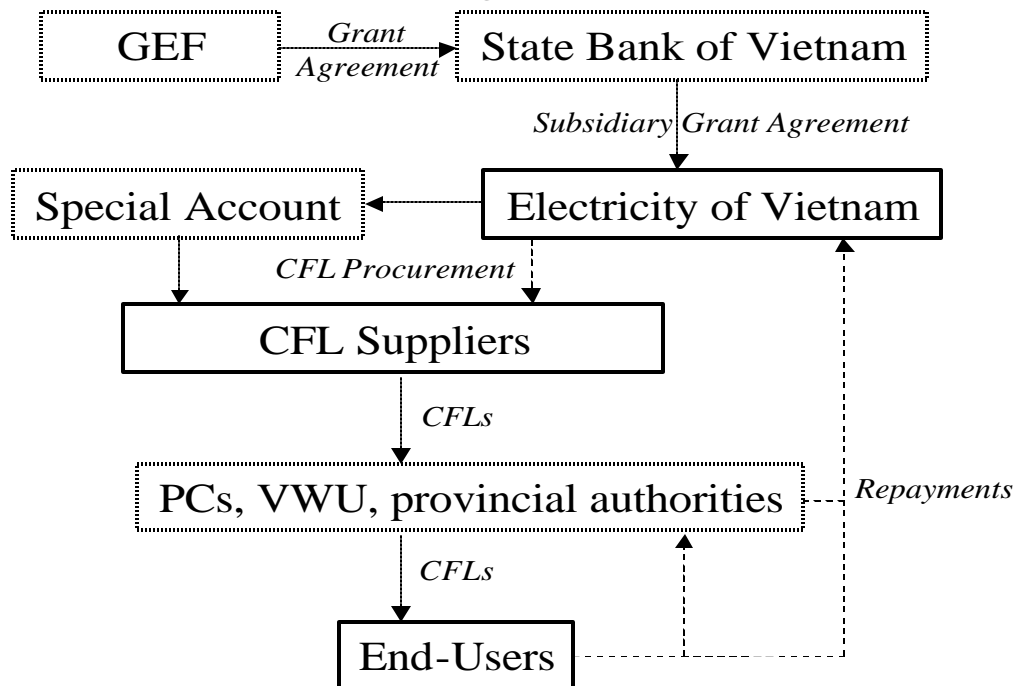 GEF
Grant
Agreement
State Bank of Vietnam
Subsidiary Grant Agreement
Special Account
Electricity of Vietnam
CFL Procurement
CFL Suppliers
CFLs
PCs, VWU, provincial authorities
Repayments
CFLs
End-Users